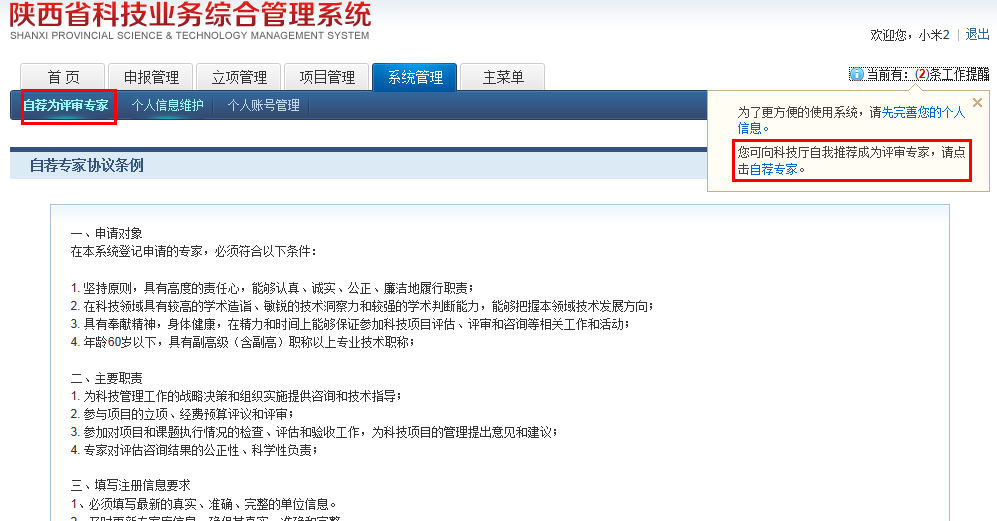 陕西省科技业务综合管理系统
SHANXI PROVINCIAL SCIENCE & TECHNOLOGY MANAGEMENT SYSTEM
欢迎您，小米2 | 退出
首 页 申报管理 立项管理 项目管理 系统管理 主菜单
当前有：(2)条工作提醒
自荐为评审专家 个人信息维护 个人账号管理
为了更方便的使用系统，请先完善您的个人
信息。
您可向科技厅自我推荐成为评审专家，请点
击自荐专家。
自荐专家协议条例
一、申请对象
在本系统登记申请的专家，必须符合以下条件：
1. 坚持原则，具有高度的责任心，能够认真、诚实、公正、廉洁地履行职责；
2. 在科技领域具有较高的学术造诣、敏锐的技术洞察力和较强的学术判断能力，能够把握本领域技术发展方向；
3. 具有奉献精神，身体健康，在精力和时间上能够保证参加科技项目评估、评审和咨询等相关工作和活动；
4. 年龄60岁以下，具有副高级（含副高）职称以上专业技术职称；
二、主要职责
1. 为科技管理工作的战略决策和组织实施提供咨询和技术指导；
2. 参与项目的立项、经费预算评议和评审；
3. 参加对项目和课题执行情况的检查、评估和验收工作，为科技项目的管理提出意见和建议；
4. 专家对评估咨询结果的公正性、科学性负责；
三、填写注册信息要求
1、必须填写最新的真实、准确、完整的单位信息。